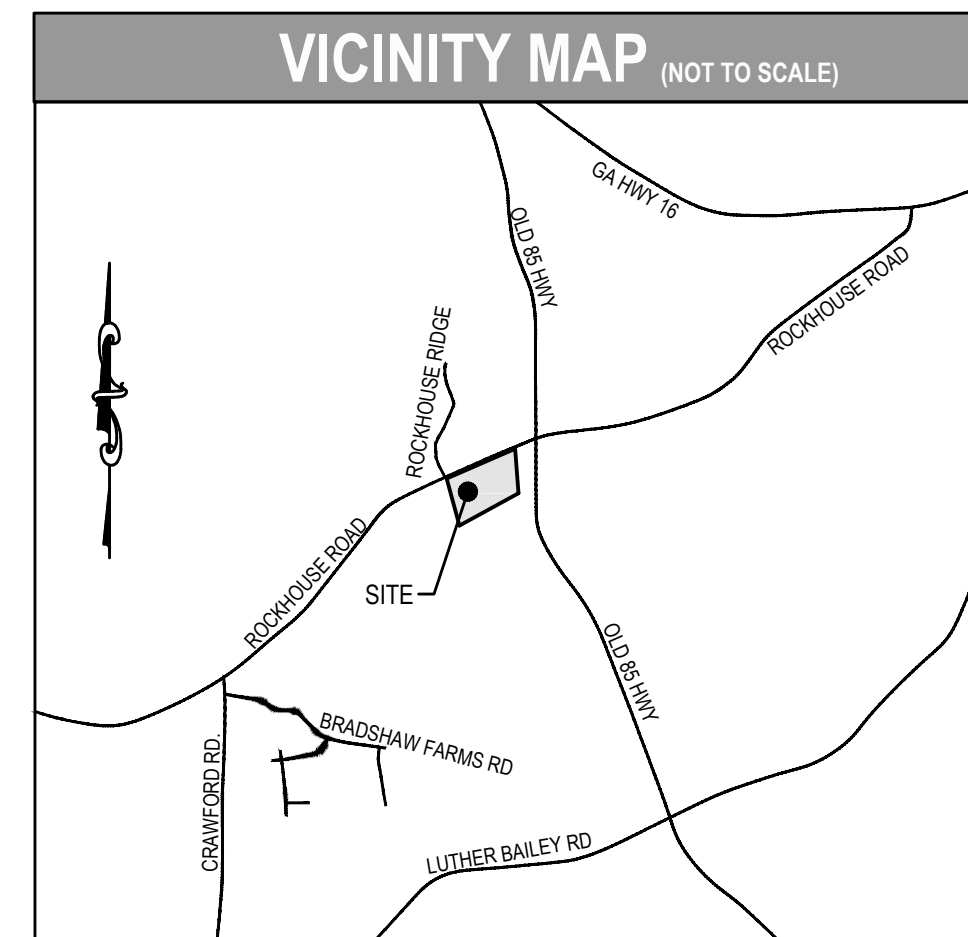 VICINITY MAP (NOT TO SCALE)
GA HWY 16
OLD 85 HWY
ROCKHOUSE ROAD
ROCKHOUSE RIDGE
ROCKHOUSE ROAD
SITE
OLD 85 HWY
BRADSHAW FARMS RD
CRAWFORD RD.
LUTHER BAILEY RD